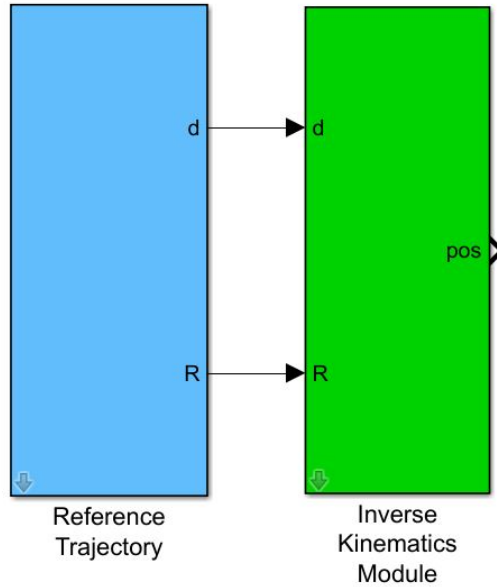 d
d
pos
R
R
Reference
Trajectory
Inverse
Kinematics
Module